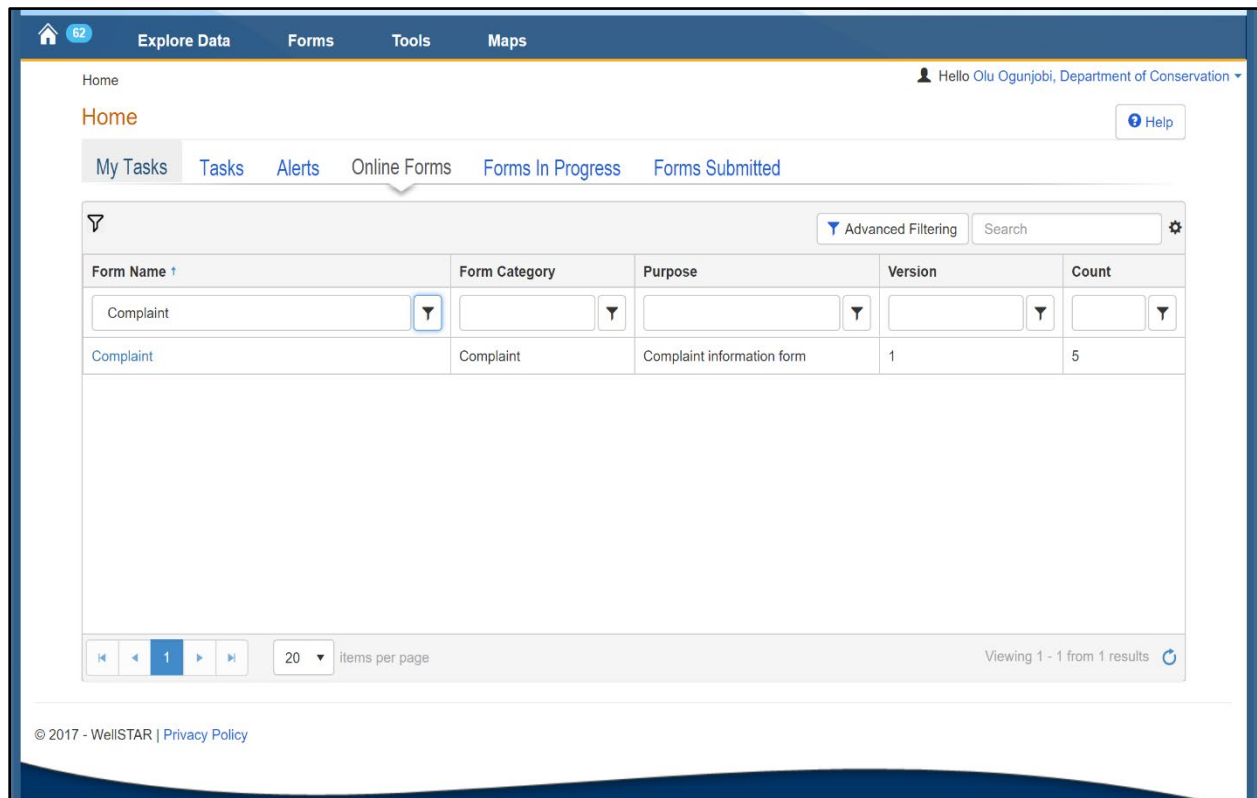 62 Explore Data Forms Tools Maps
Home Hello Olu Ogunjobi, Department of Conservation
Home Help
My Tasks Tasks Alerts Online Forms Forms In Progress Forms Submitted
Advanced Filtering Search
Form Name ↑ Form Category Purpose Version Count
Complaint
Complaint Complaint Complaint information form 1 5
1 20 items per page Viewing 1 - 1 from 1 results
© 2017 - WellSTAR | Privacy Policy